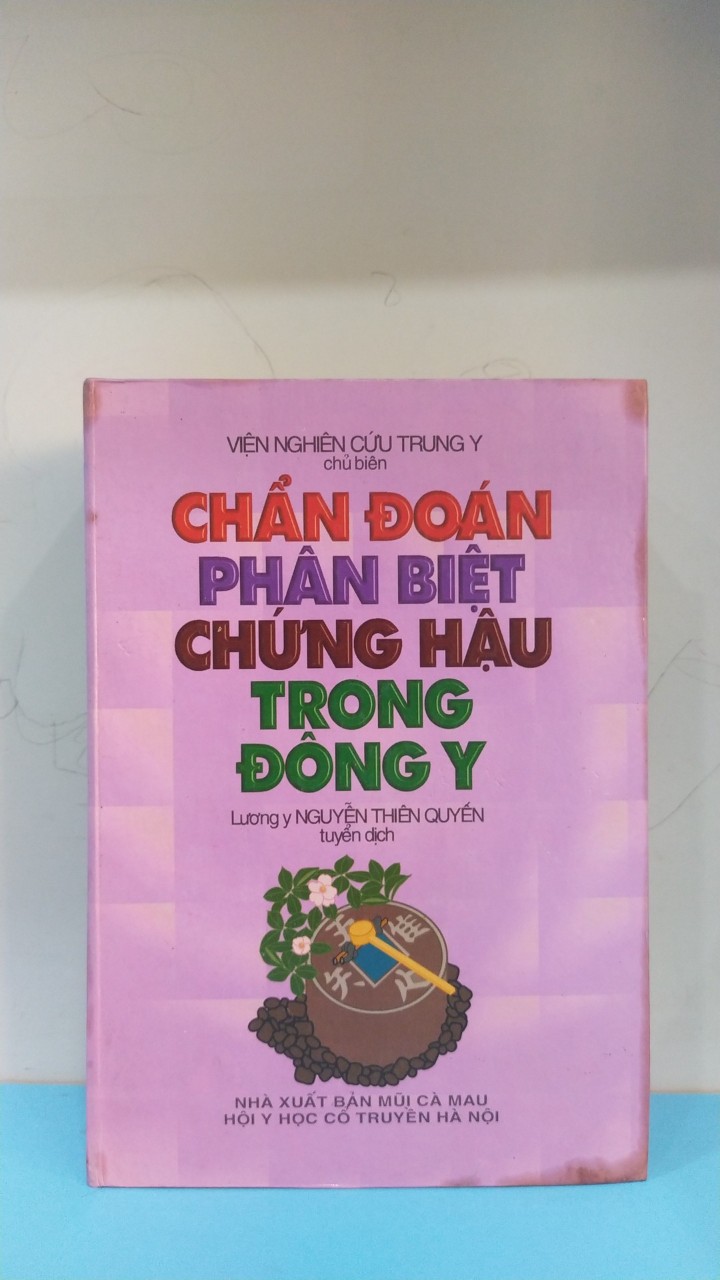 VIỆN NGHIÊN CỨU TRUNG Y
chủ biên
CHẨN ĐOÁN
PHÂN BIỆT
CHỨNG HẬU
TRONG
ĐÔNG Y
Lương y NGUYỄN THIÊN QUYẾN
tuyển dịch
NHÀ XUẤT BẢN MŨI CÀ MAU
HỘI Y HỌC CỔ TRUYỀN HÀ NỘI